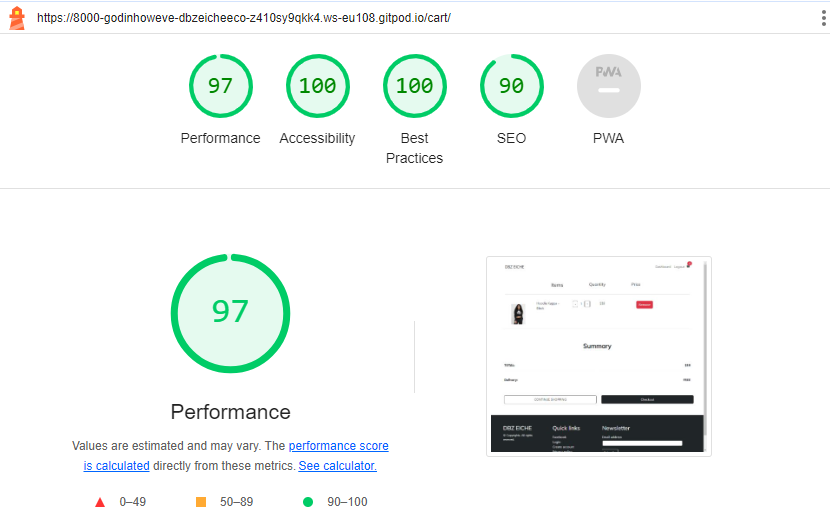 https://8000-godinhoweve-dbzeicheeco-z410sy9qkk4.ws-eu108.gitpod.io/cart/
97 100 100 90 PWA
Performance Accessibility Best Practices SEO PWA
97
Performance
Values are estimated and may vary. The performance score
is calculated directly from these metrics. See calculator.
0–49 50–89 90–100
DBZ EICHE
Items Quantity Price
Summary
CONTINUE SHOPPING Checkout
DBZ EICHE Quick links Newsletter